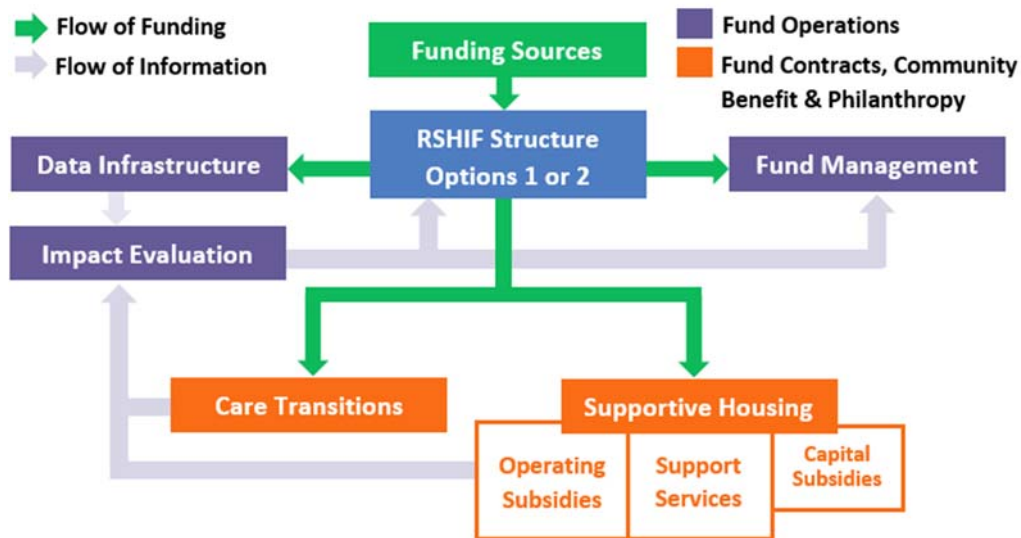 Flow of Funding
Flow of Information
Funding Sources
Fund Operations
Fund Contracts, Community
Benefit & Philanthropy
Data Infrastructure
RSHIF Structure
Options 1 or 2
Fund Management
Impact Evaluation
Care Transitions
Supportive Housing
Operating
Subsidies
Support
Services
Capital
Subsidies